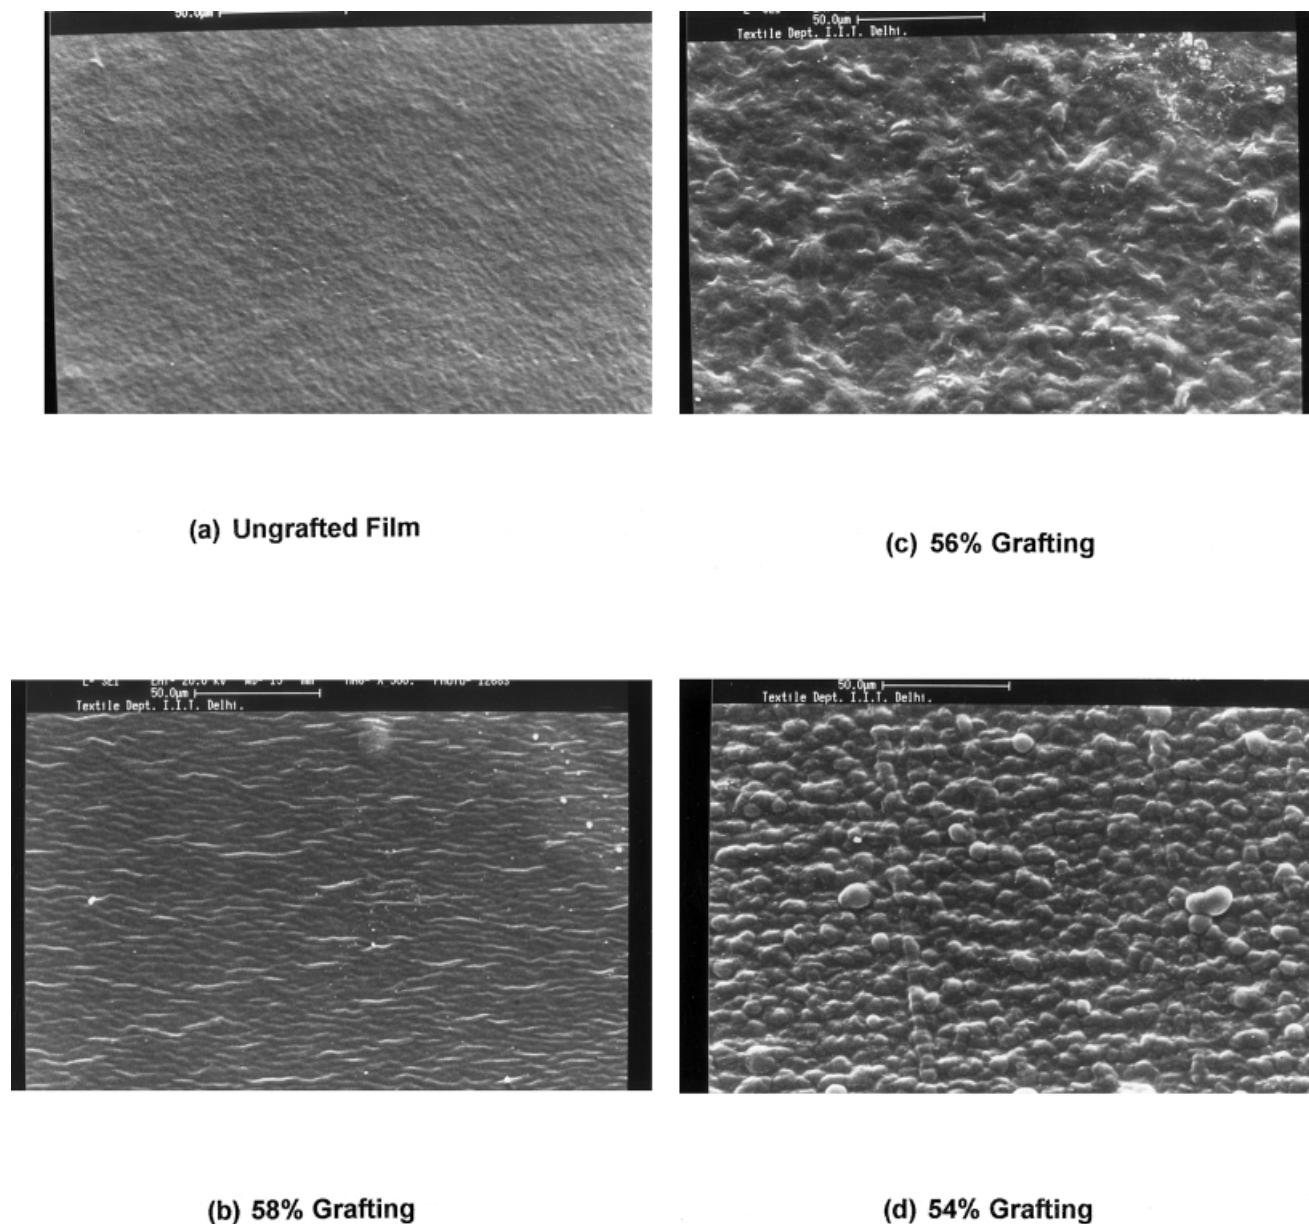 50.0µm
50.0µm
Textile Dept. I.I.T. Delhi.
(a) Ungrafted Film
(c) 56% Grafting
50.0µm
Textile Dept. I.I.T. Delhi.
50.0µm
Textile Dept. I.I.T. Delhi.
(b) 58% Grafting
(d) 54% Grafting